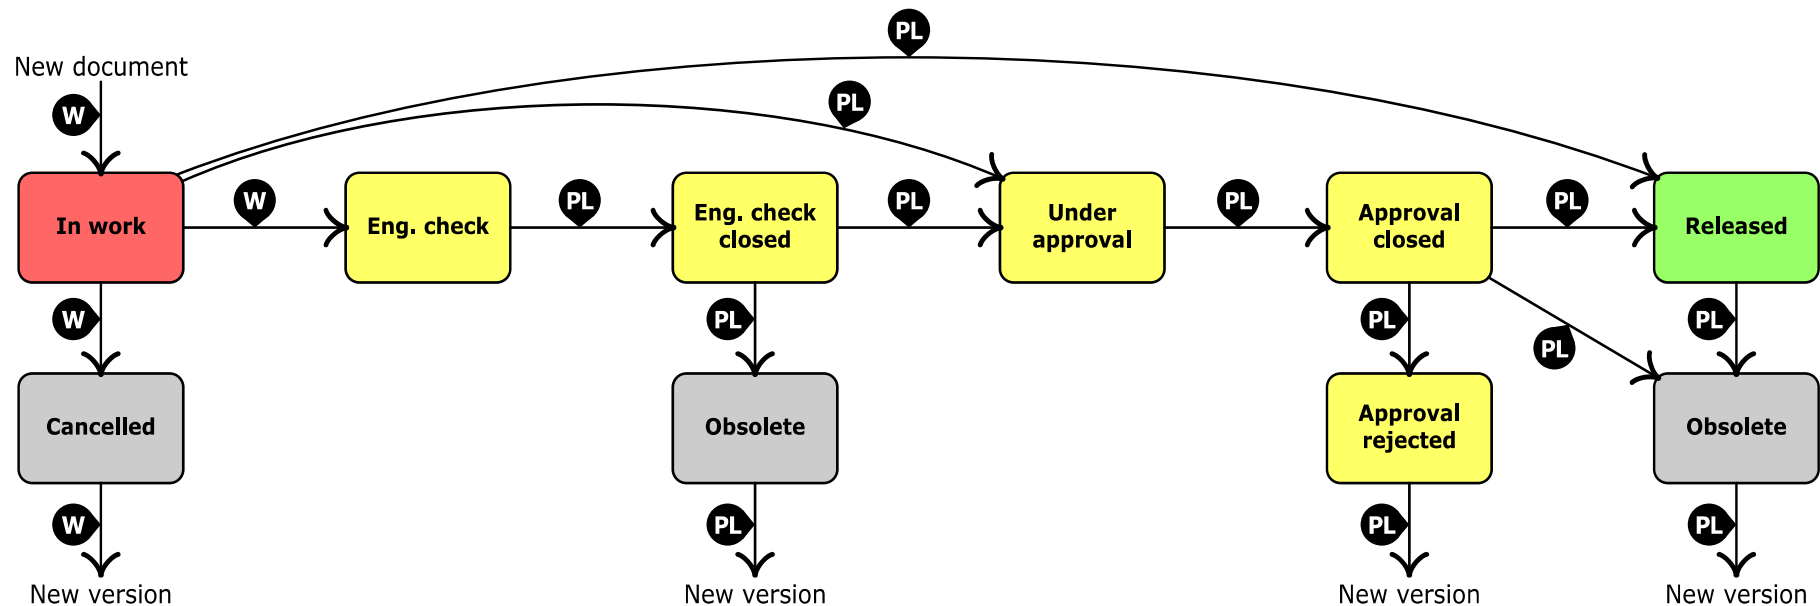 PL
New document
PL
W
W
PL
PL
PL
PL
In work
Eng. check
Eng. check
closed
Under
approval
Approval
closed
Released
W
PL
PL
PL
PL
Cancelled
Obsolete
Approval
rejected
Obsolete
W
PL
PL
PL
New version
New version
New version
New version